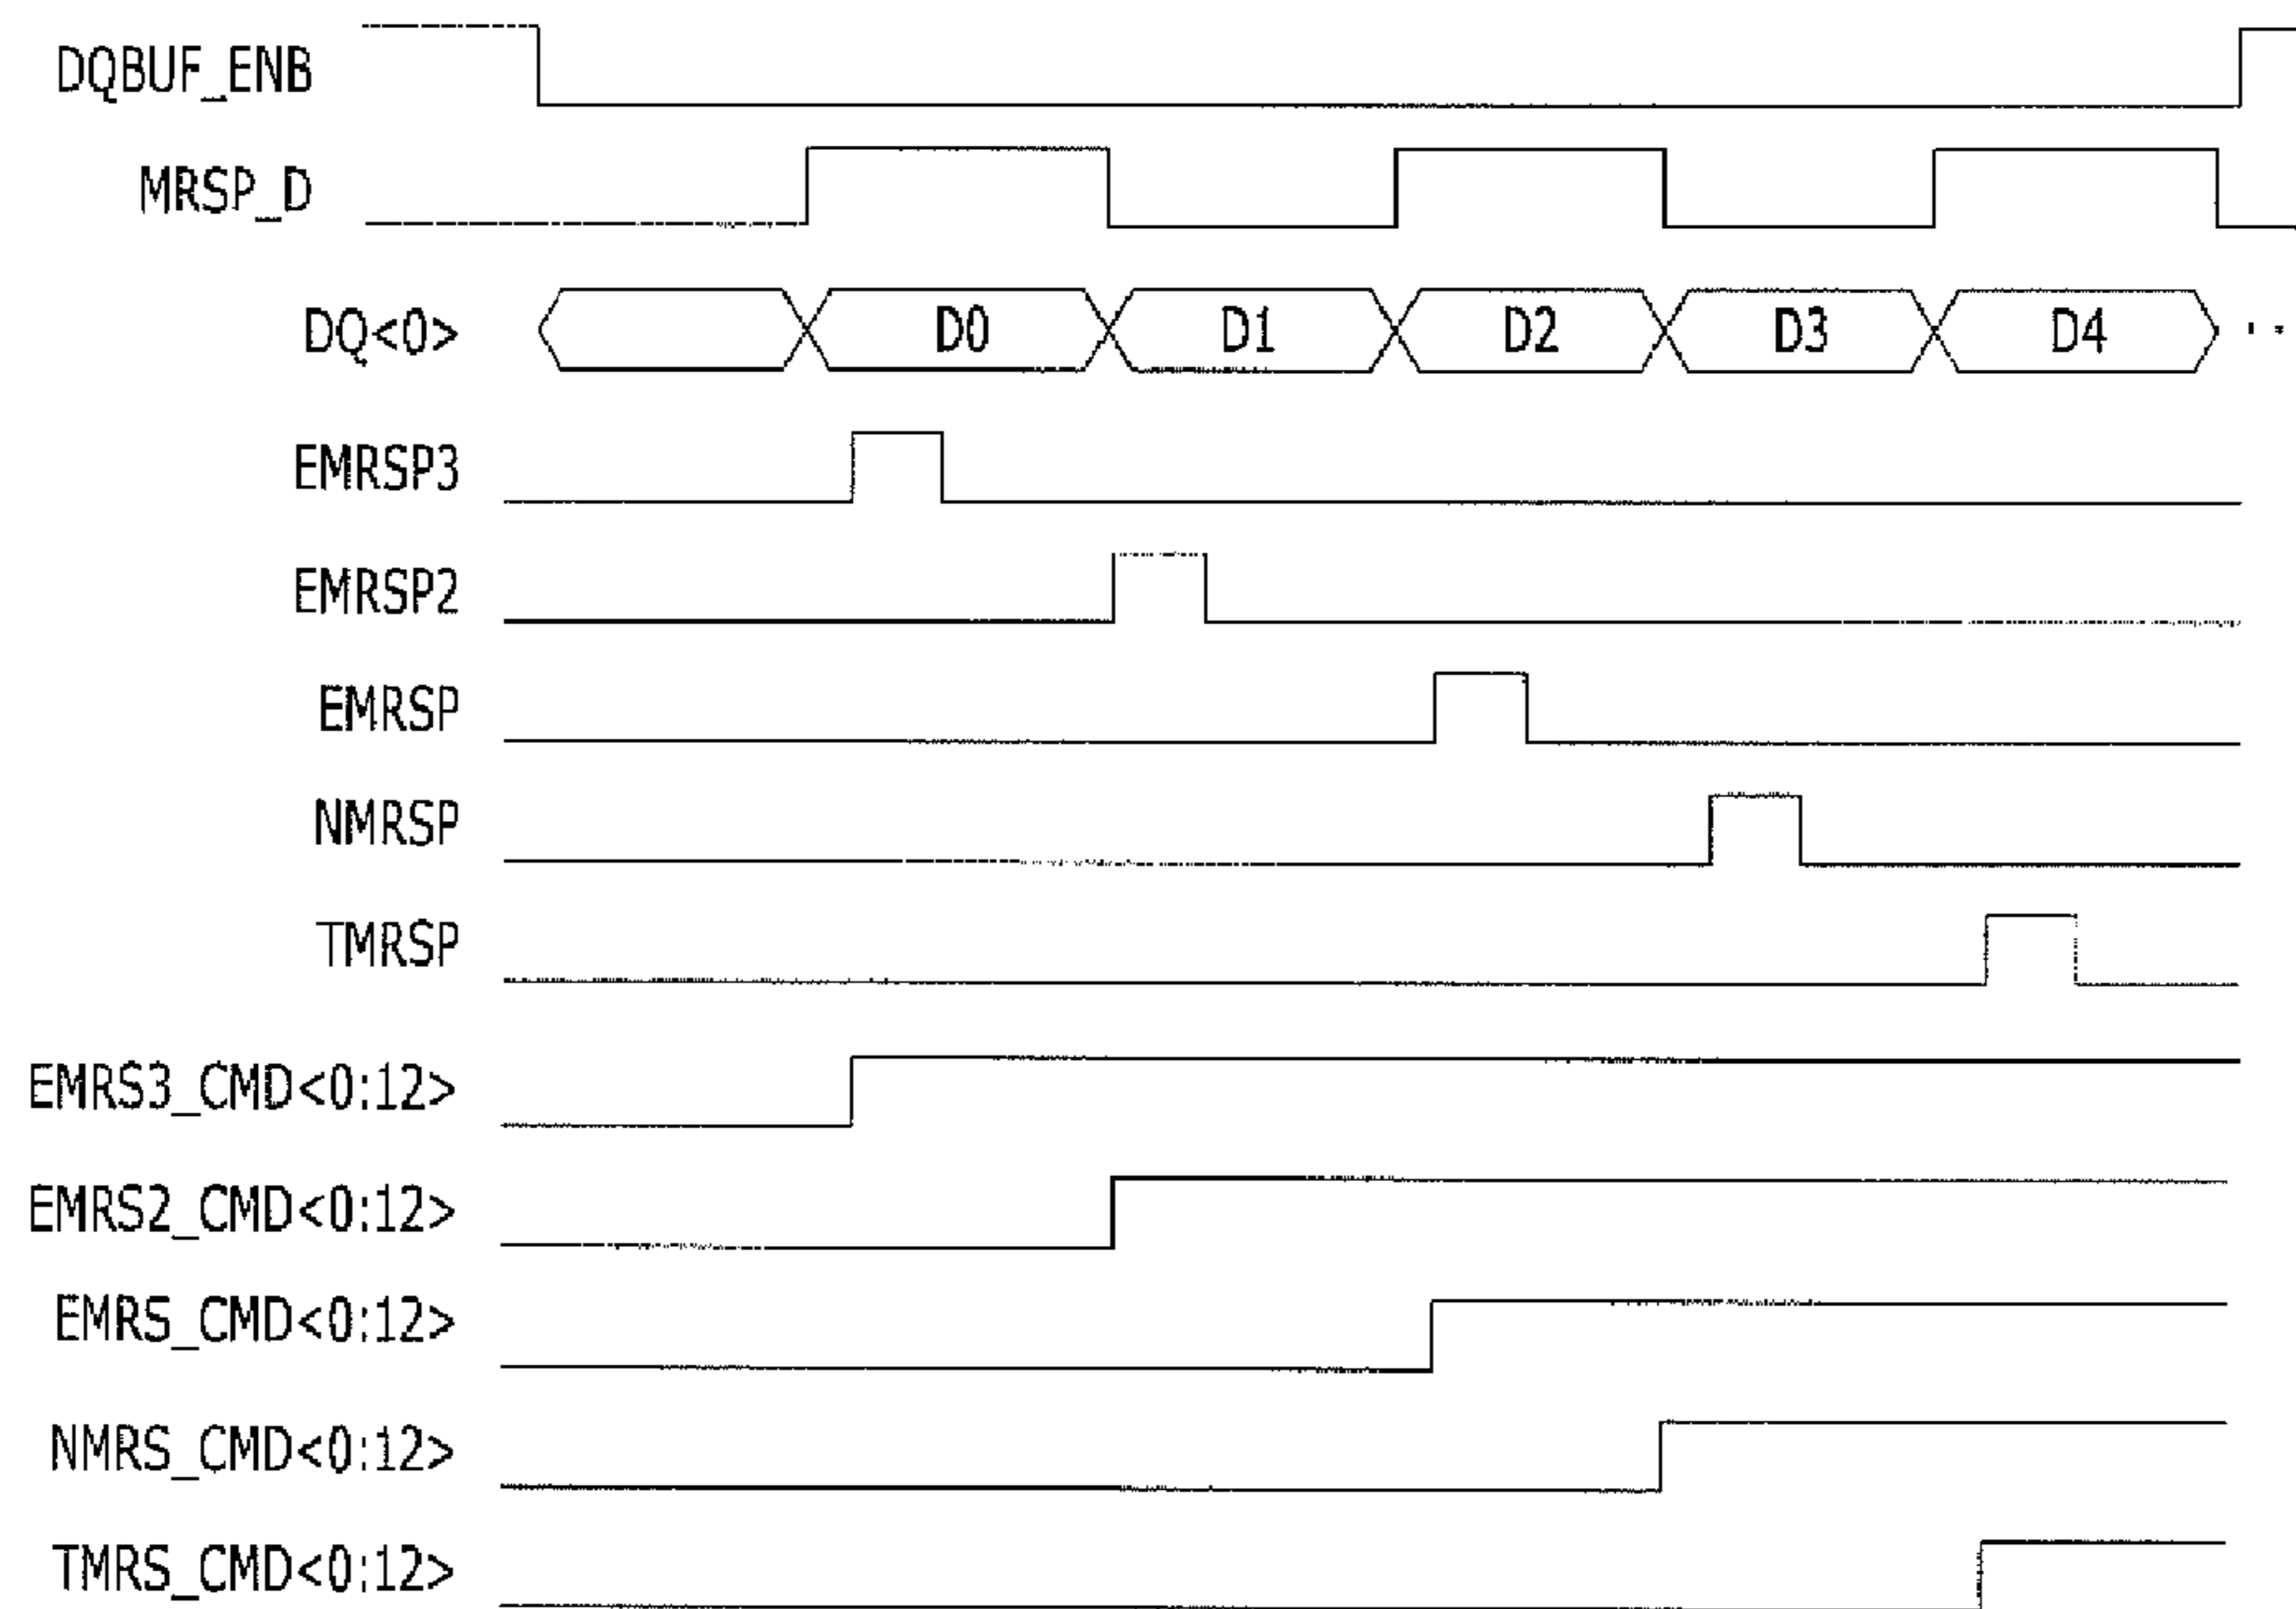 DQBUF_ENB
MRSP_D
DQ<0> D0 D1 D2 D3 D4 ..
EMRSP3
EMRSP2
EMRSP
NMRSP
TMRSP
EMRS3_CMD<0:12>
EMRS2_CMD<0:12>
EMRS_CMD<0:12>
NMRS_CMD<0:12>
TMRS_CMD<0:12>